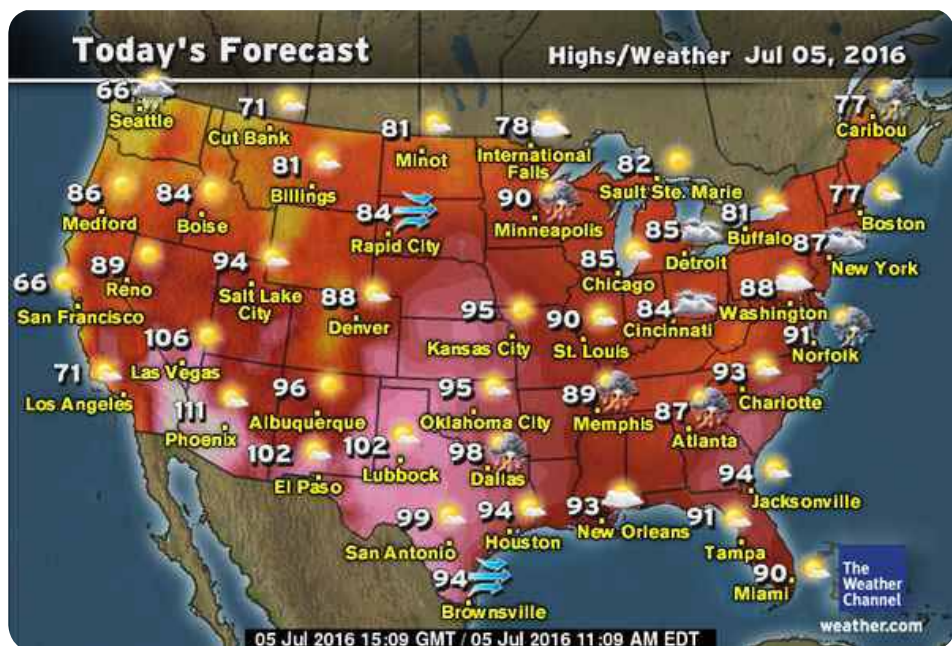 Today's Forecast
Highs/Weather Jul 05, 2016
66
Seattle
71
Cut Bank
81
Minot
78
International
Falls
82
Sault Ste. Marie
77
Caribou
86
Medford
84
Boise
81
Billings
84
Rapid City
90
Minneapolis
85
Detroit
81
Buffalo
77
Boston
66
San Francisco
89
Reno
94
Salt Lake
City
88
Denver
95
Kansas City
90
St. Louis
85
Chicago
84
Cincinnati
88
Washington
87
New York
91
Norfolk
71
Los Angeles
106
Las Vegas
111
Phoenix
96
Albuquerque
95
Oklahoma City
89
Memphis
87
Atlanta
93
Charlotte
102
El Paso
102
Lubbock
98
Dallas
94
Jacksonville
99
San Antonio
94
Houston
93
New Orleans
91
Tampa
94
Brownsville
90
Miami
The
Weather
Channel
weather.com
05 Jul 2016 15:09 GMT / 05 Jul 2016 11:09 AM EDT